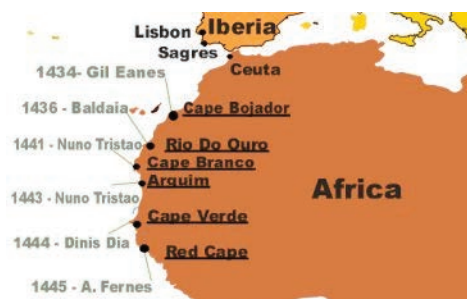 Iberia
Lisbon
Sagres
Ceuta
1434- Gil Eanes
Cape Bojador
1436 - Baldaia
Rio Do Ouro
1441 - Nuno Tristao
Cape Branco
Arguim
Africa
1443 - Nuno Tristao
Cape Verde
1444 - Dinis Dia
Red Cape
1445 - A. Fernes